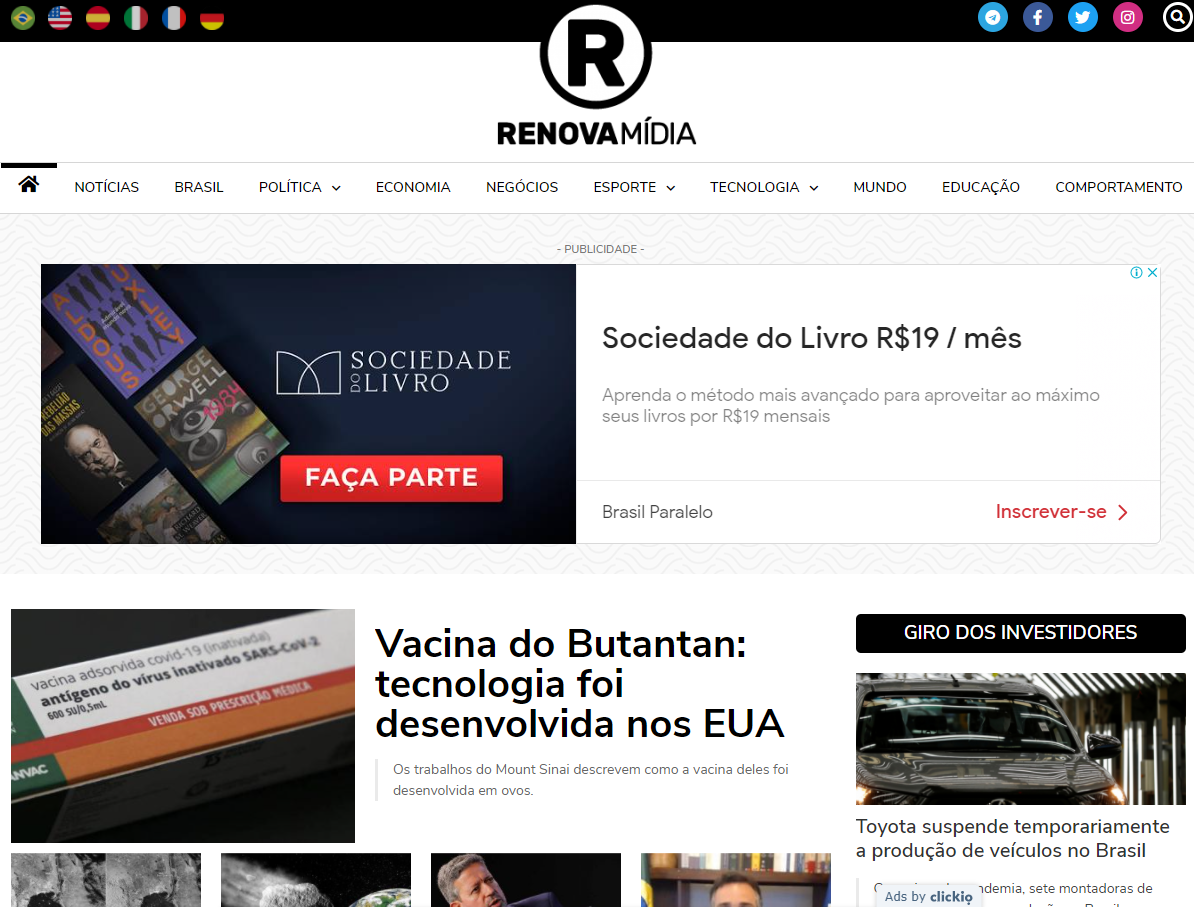 RENOVAMÍDIA
NOTÍCIAS BRASIL POLÍTICA ECONOMIA NEGÓCIOS ESPORTE TECNOLOGIA MUNDO EDUCAÇÃO COMPORTAMENTO
- PUBLICIDADE -
ALDOUS
HUXLEY
GEORGE
ORWELL
1984
REBELIÃO
DAS MASSAS
SOCIEDADE
DO LIVRO
FAÇA PARTE
Sociedade do Livro R$19 / mês
Aprenda o método mais avançado para aproveitar ao máximo
seus livros por R$19 mensais
Brasil Paralelo Inscrever-se
vacina adsorvida covid-19 (inativada)
antígeno do vírus inativado SARS-CoV-2
600 SU/0,5mL
VENDA SOB PRESCRIÇÃO MÉDICA
Vacina do Butantan:
tecnologia foi
desenvolvida nos EUA
Os trabalhos do Mount Sinai descrevem como a vacina deles foi
desenvolvida em ovos.
GIRO DOS INVESTIDORES
Toyota suspende temporariamente
a produção de veículos no Brasil
sete montadoras de
Ads by clickio